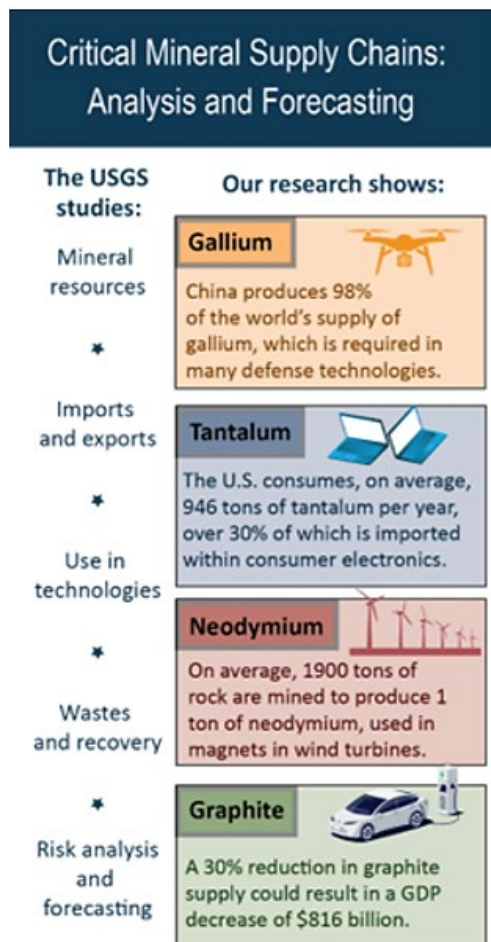 Critical Mineral Supply Chains:
Analysis and Forecasting
The USGS
studies:
Mineral
resources
Imports
and exports
Use in
technologies
Wastes
and recovery
Risk analysis
and
forecasting
Our research shows:
Gallium
China produces 98%
of the world's supply of
gallium, which is required in
many defense technologies.
Tantalum
The U.S. consumes, on average,
946 tons of tantalum per year,
over 30% of which is imported
within consumer electronics.
Neodymium
On average, 1900 tons of
rock are mined to produce 1
ton of neodymium, used in
magnets in wind turbines.
Graphite
A 30% reduction in graphite
supply could result in a GDP
decrease of $816 billion.